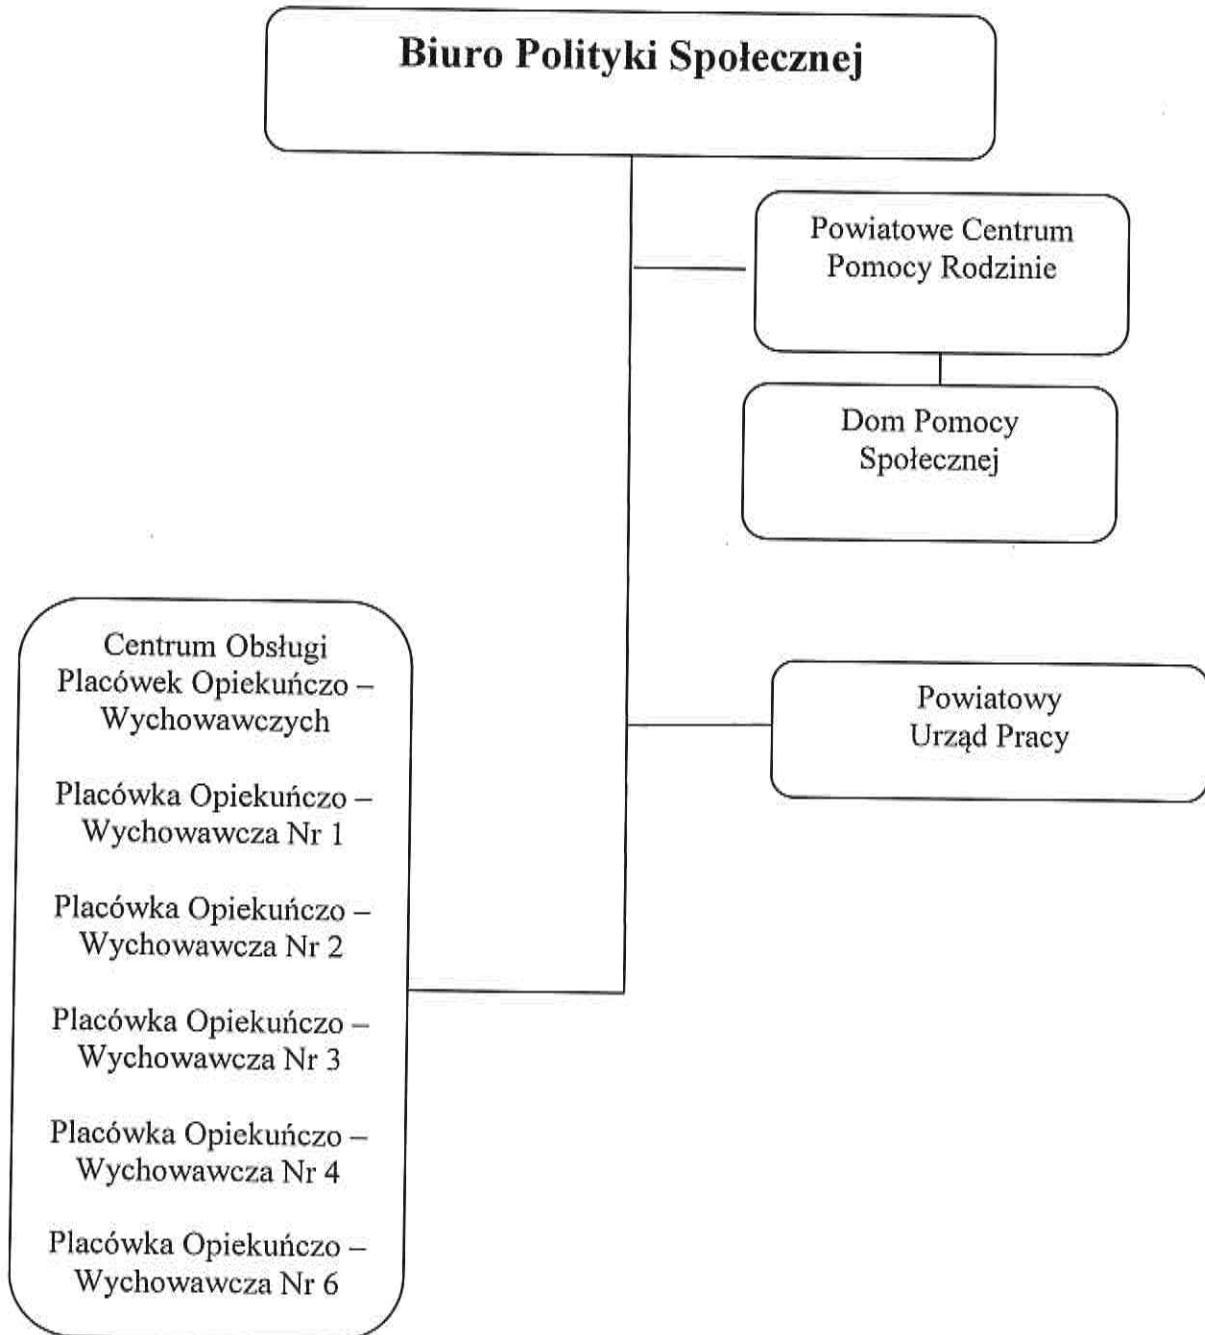 Biuro Polityki Społecznej
Powiatowe Centrum
Pomocy Rodzinie
Dom Pomocy
Społecznej
Centrum Obsługi
Placówek Opiekuńczo –
Wychowawczych
Placówka Opiekuńczo –
Wychowawcza Nr 1
Placówka Opiekuńczo –
Wychowawcza Nr 2
Placówka Opiekuńczo –
Wychowawcza Nr 3
Placówka Opiekuńczo –
Wychowawcza Nr 4
Placówka Opiekuńczo –
Wychowawcza Nr 6
Powiatowy
Urząd Pracy